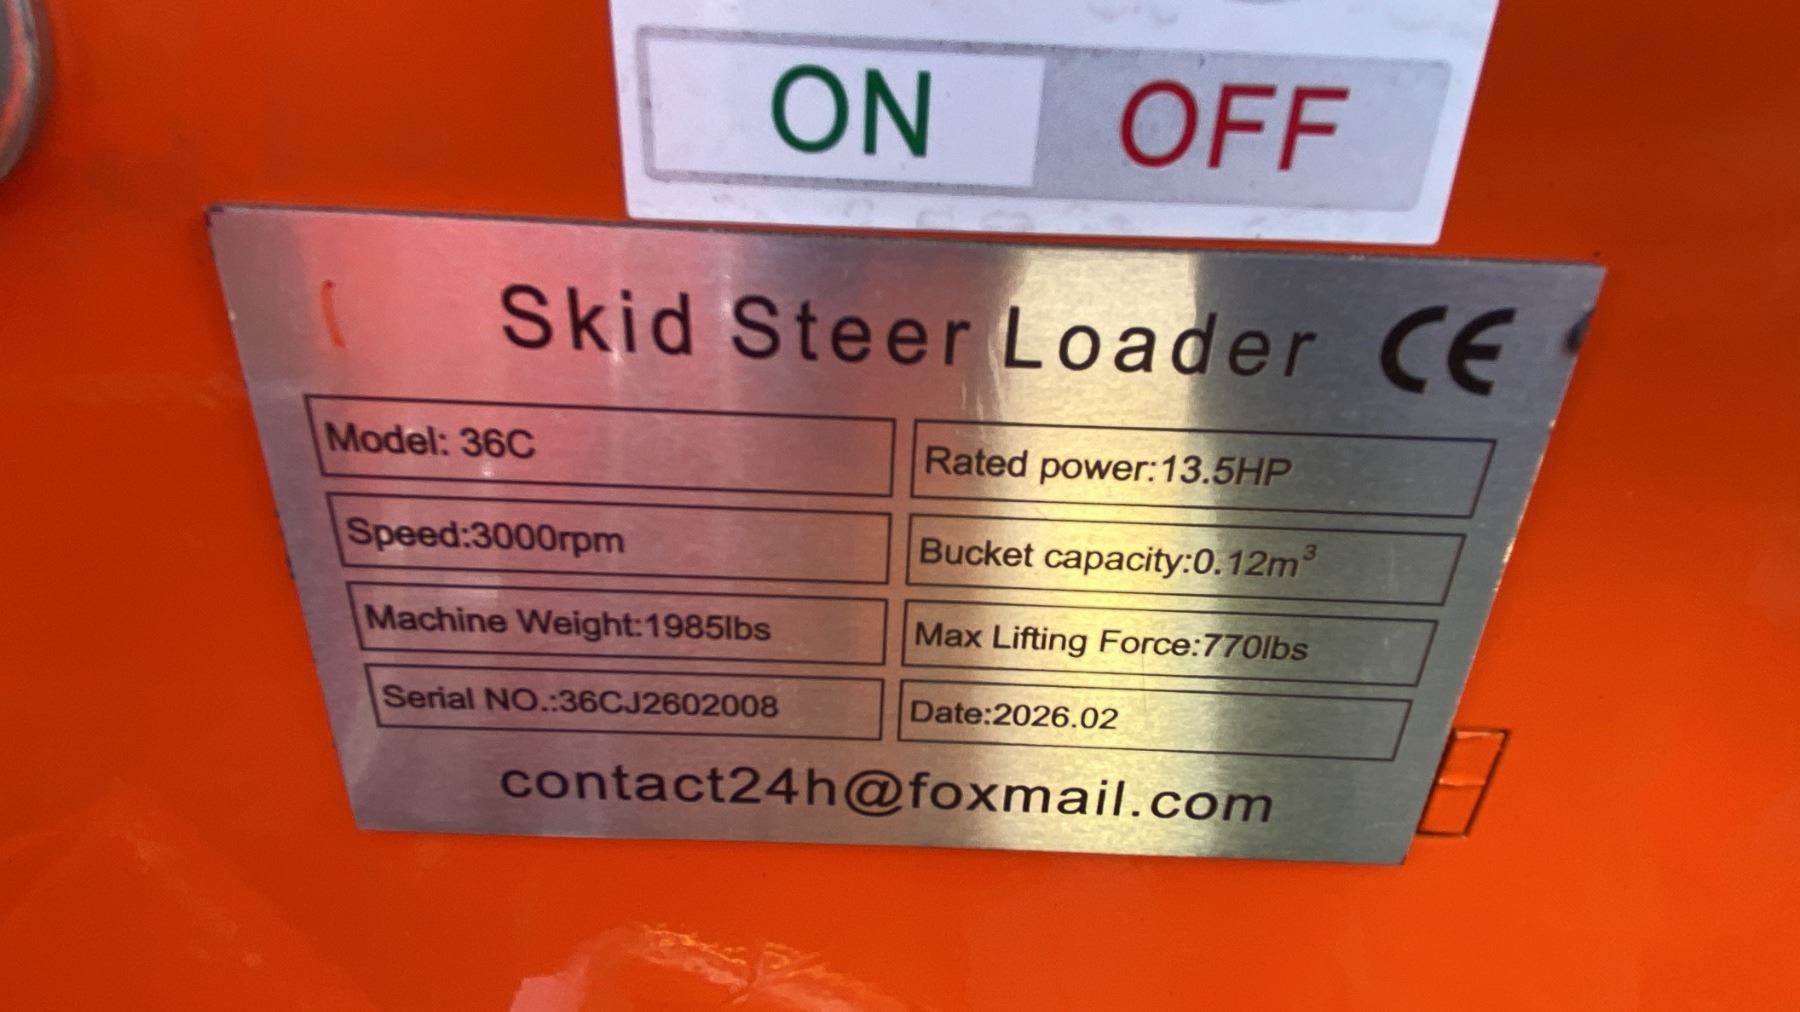 ON OFF
Skid Steer Loader CE
Model: 36C
Rated power:13.5HP
Speed:3000rpm
Bucket capacity:0.12m³
Machine Weight:1985lbs
Max Lifting Force:770lbs
Serial NO.:36CJ2602008
Date:2026.02
contact24h@foxmail.com